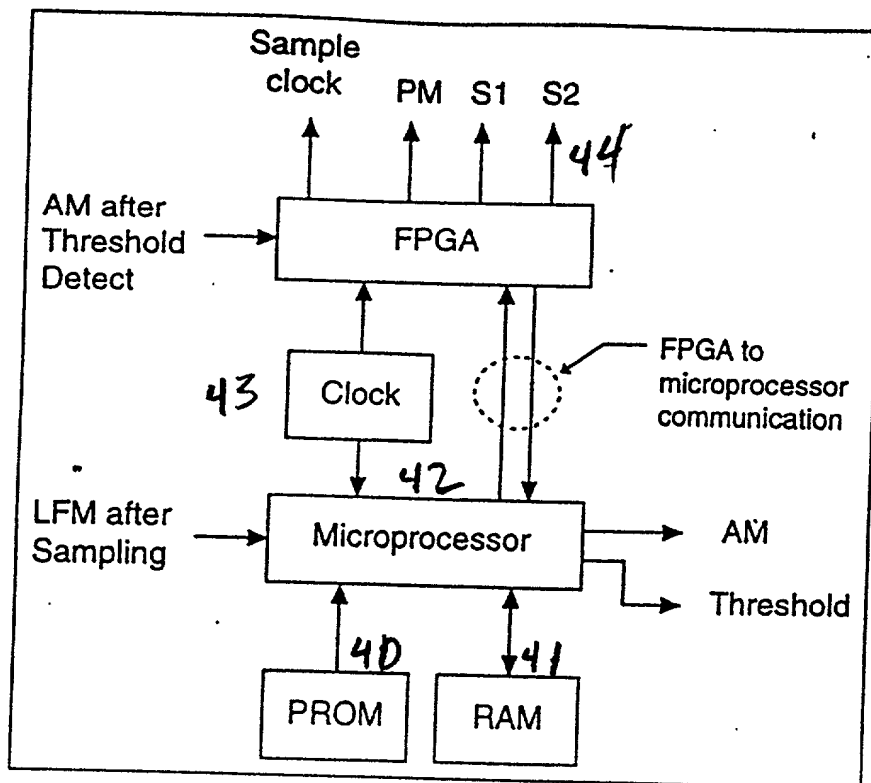 Sample
clock
PM
S1
S2
44
AM after
Threshold
Detect
FPGA
FPGA to
microprocessor
communication
43
Clock
42
LFM after
Sampling
Microprocessor
AM
Threshold
40
41
PROM
RAM